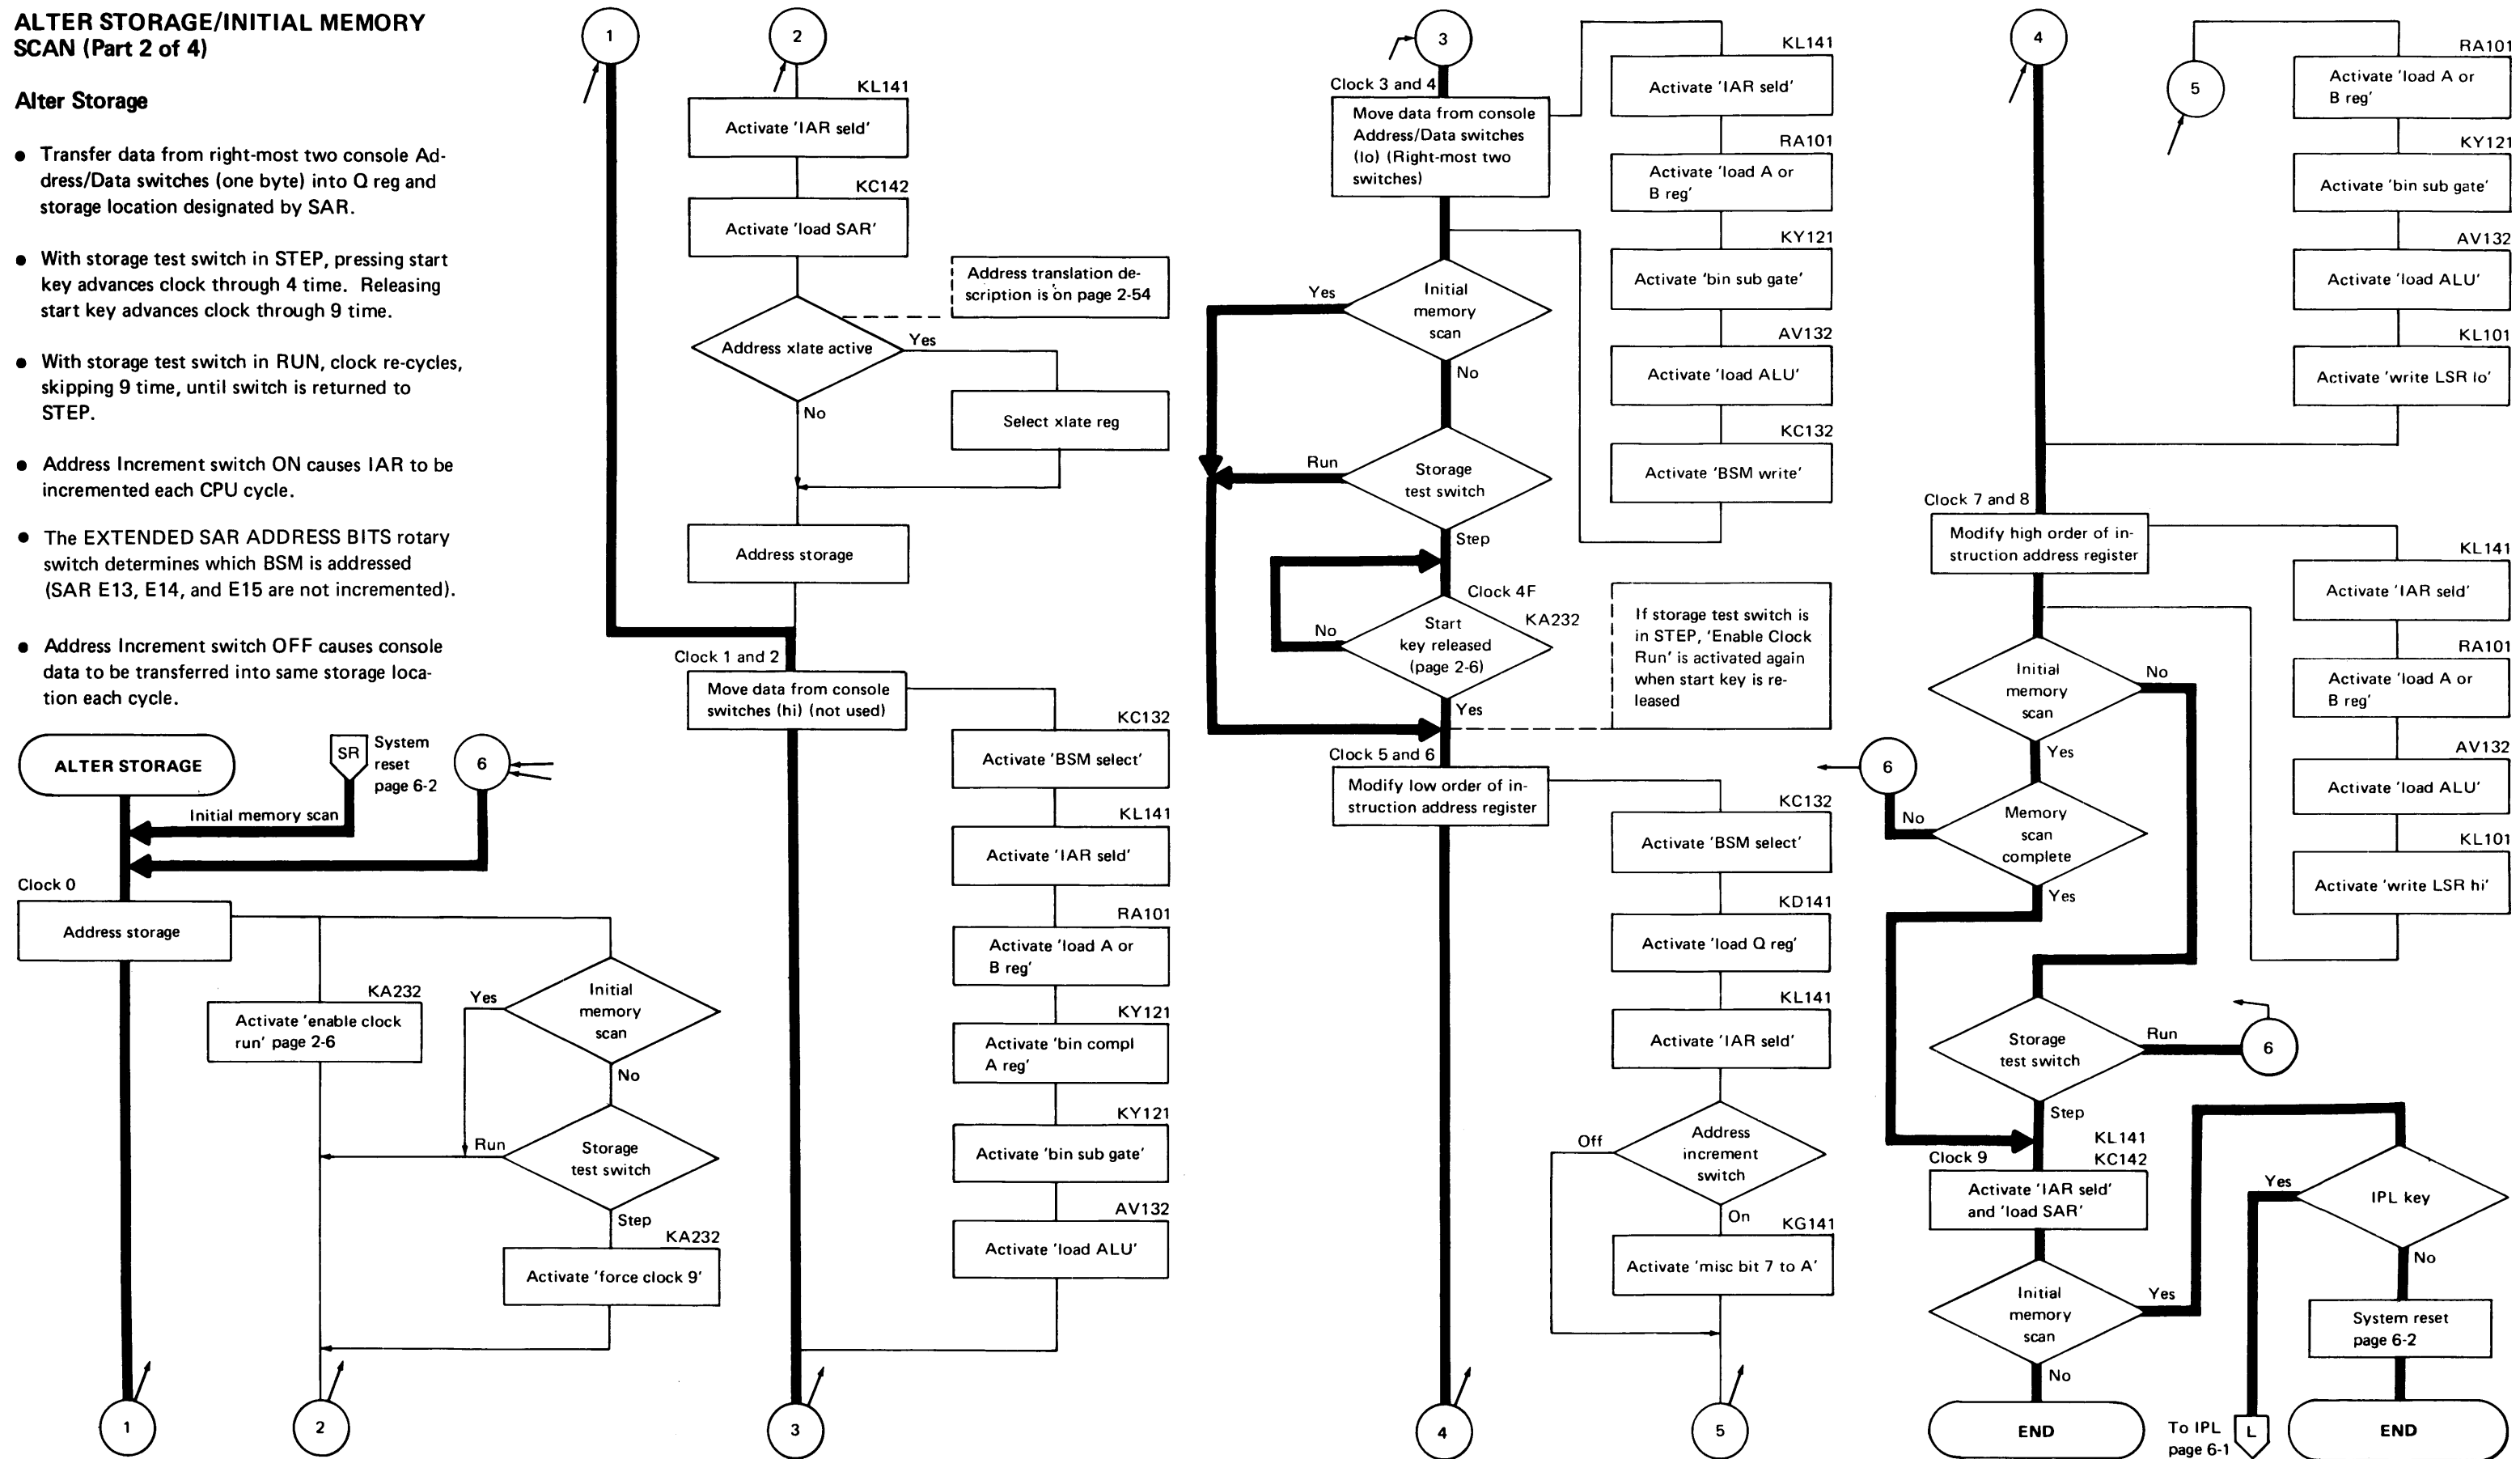 ALTER STORAGE/INITIAL MEMORY
SCAN (Part 2 of 4)
Alter Storage
● Transfer data from right-most two console Ad-
dress/Data switches (one byte) into Q reg and
storage location designated by SAR.
● With storage test switch in STEP, pressing start
key advances clock through 4 time. Releasing
start key advances clock through 9 time.
● With storage test switch in RUN, clock re-cycles,
skipping 9 time, until switch is returned to
STEP.
● Address Increment switch ON causes IAR to be
incremented each CPU cycle.
● The EXTENDED SAR ADDRESS BITS rotary
switch determines which BSM is addressed
(SAR E13, E14, and E15 are not incremented).
● Address Increment switch OFF causes console
data to be transferred into same storage loca-
tion each cycle.
ALTER STORAGE
SR
System
reset
page 6-2
6
Initial memory scan
Clock 0
Address storage
KA232
Activate 'enable clock
run' page 2-6
Initial
memory
scan
Yes
No
Storage
test switch
Run
Step
KA232
Activate 'force clock 9'
1
2
1
2
KL141
Activate 'IAR seld'
KC142
Activate 'load SAR'
Address translation de-
scription is on page 2-54
Address xlate active
Yes
No
Select xlate reg
Address storage
Clock 1 and 2
Move data from console
switches (hi) (not used)
KC132
Activate 'BSM select'
KL141
Activate 'IAR seld'
RA101
Activate 'load A or
B reg'
KY121
Activate 'bin compl
A reg'
KY121
Activate 'bin sub gate'
AV132
Activate 'load ALU'
3
3
Clock 3 and 4
Move data from console
Address/Data switches
(lo) (Right-most two
switches)
KL141
Activate 'IAR seld'
RA101
Activate 'load A or
B reg'
KY121
Activate 'bin sub gate'
AV132
Activate 'load ALU'
KC132
Activate 'BSM write'
Initial
memory
scan
Yes
No
Storage
test switch
Run
Step
Clock 4F
KA232
Start
key released
(page 2-6)
No
Yes
If storage test switch is
in STEP, 'Enable Clock
Run' is activated again
when start key is re-
leased
Clock 5 and 6
Modify low order of in-
struction address register
KC132
Activate 'BSM select'
KD141
Activate 'load Q reg'
KL141
Activate 'IAR seld'
Address
increment
switch
Off
On
KG141
Activate 'misc bit 7 to A'
4
5
4
5
RA101
Activate 'load A or
B reg'
KY121
Activate 'bin sub gate'
AV132
Activate 'load ALU'
KL101
Activate 'write LSR lo'
Clock 7 and 8
Modify high order of in-
struction address register
KL141
Activate 'IAR seld'
RA101
Activate 'load A or
B reg'
AV132
Activate 'load ALU'
KL101
Activate 'write LSR hi'
Initial
memory
scan
No
Yes
6
No
Memory
scan
complete
Yes
Storage
test switch
Run
6
Step
KL141
KC142
Clock 9
Activate 'IAR seld'
and 'load SAR'
Initial
memory
scan
Yes
No
END
IPL key
Yes
No
System reset
page 6-2
To IPL
page 6-1
L
END